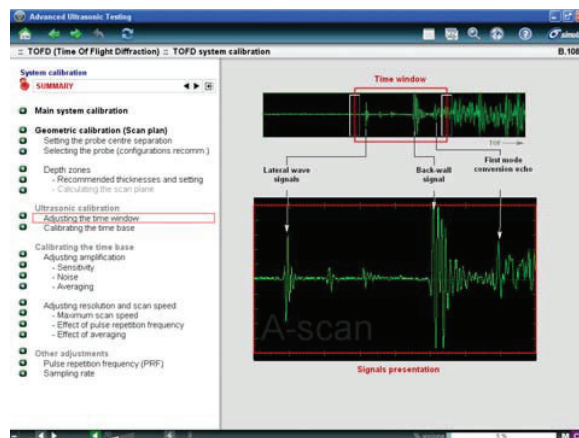 Advanced Ultrasonic Testing
:: TOFD (Time Of Flight Diffraction) :: TOFD system calibration
B.108
System calibration
SUMMARY
Main system calibration
Geometric calibration (Scan plan)
Setting the probe centre separation
Selecting the probe (configurations recomm.)
Depth zones
- Recommended thicknesses and setting
- Calculating the scan plane
Ultrasonic calibration
Adjusting the time window
Calibrating the time base
Calibrating the time base
Adjusting amplification
- Sensitivity
- Noise
- Averaging
Adjusting resolution and scan speed
- Maximum scan speed
- Effect of pulse repetition frequency
- Effect of averaging
Other adjustments
Pulse repetition frequency (PRF)
Sampling rate
Time window
TOF
Lateral wave
signals
Back-wall
signal
First mode
conversion echo
A-scan
Signals presentation
5 %
M